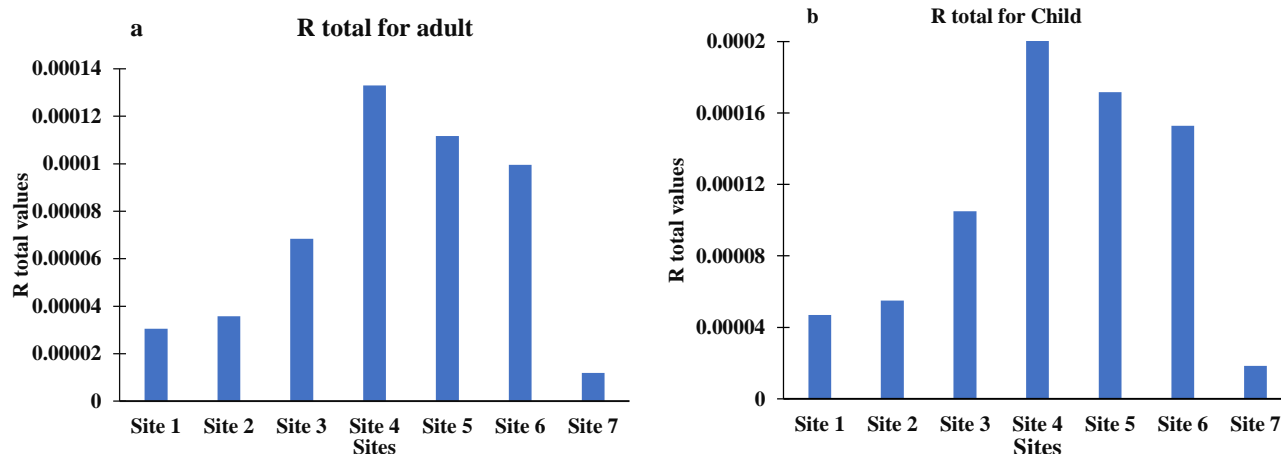 a R total for adult
0.00014
0.00012
0.0001
0.00008
0.00006
0.00004
0.00002
0
R total values
Site 1 Site 2 Site 3 Site 4 Site 5 Site 6 Site 7
Sites
b R total for Child
0.0002
0.00016
0.00012
0.00008
0.00004
0
R total values
Site 1 Site 2 Site 3 Site 4 Site 5 Site 6 Site 7
Sites